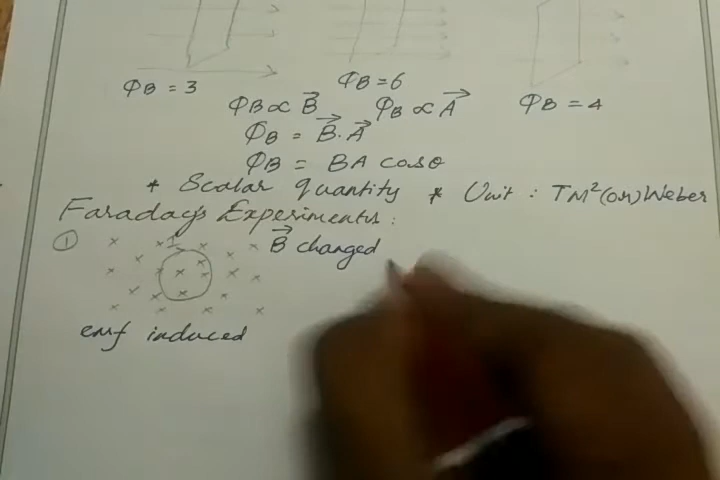 ΦB = 3
ΦB = 6
ΦB = 4
ΦB ∝ B⃗ ΦB ∝ A⃗
ΦB = B⃗. A⃗
ΦB = BA cosθ
* Scalar quantity * Unit : TM²(or) Weber
Faraday's Experiments :
① I B⃗ changed
emf induced